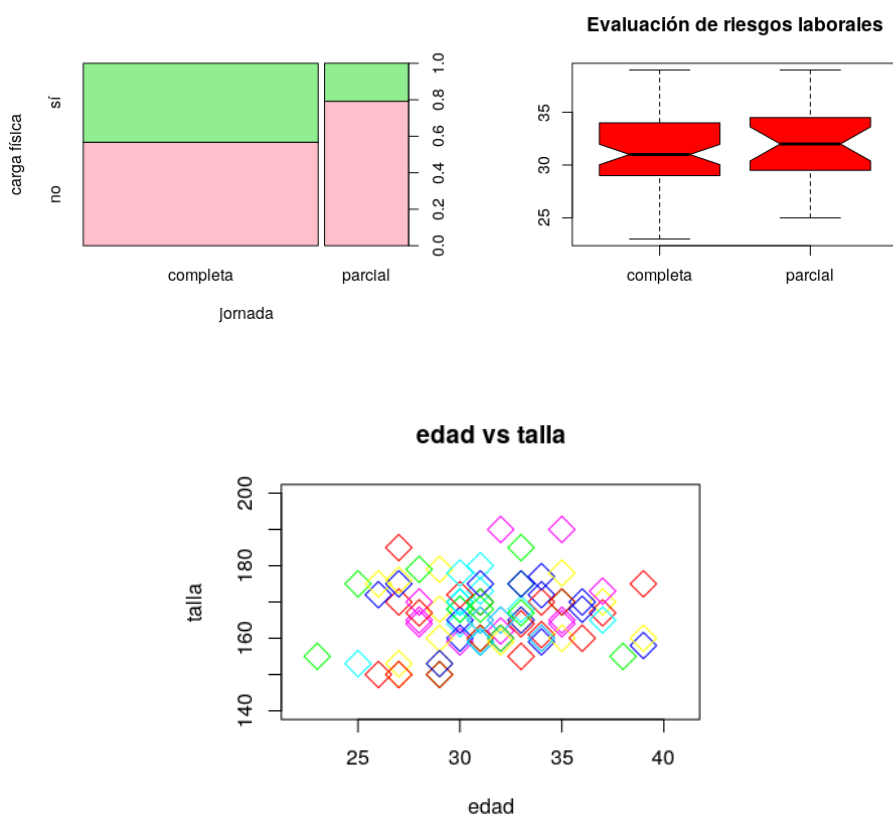 Evaluación de riesgos laborales
carga física
sí
no
0.0 0.2 0.4 0.6 0.8 1.0
completa parcial
jornada
35
30
25
completa parcial
edad vs talla
talla
200
180
160
140
25 30 35 40
edad